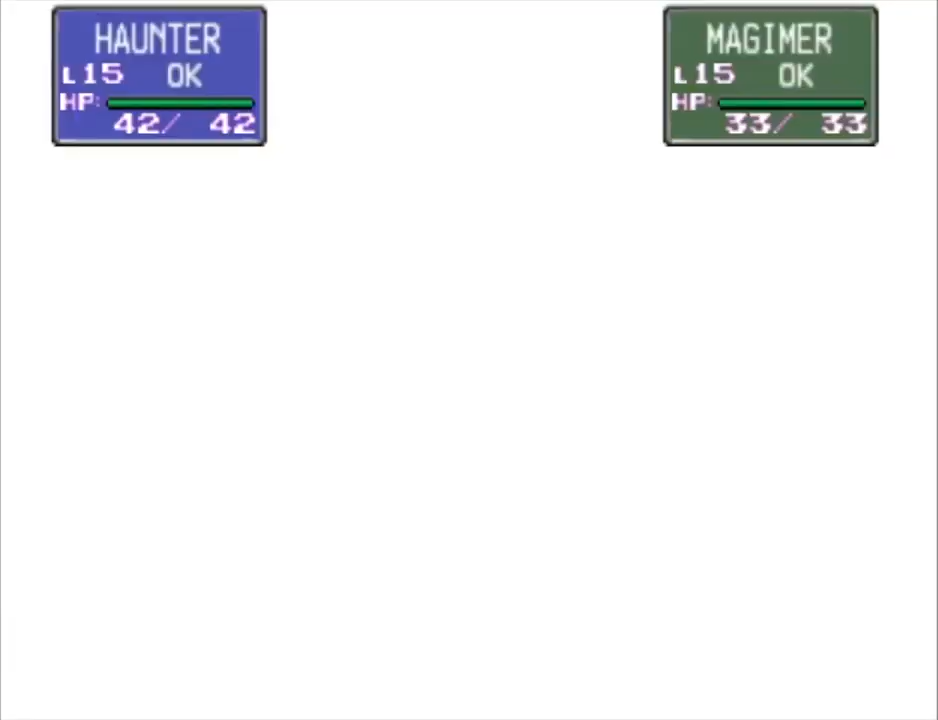 HAUNTER
L15 OK
HP:
42/ 42
MAGIMER
L15 OK
HP:
33/ 33